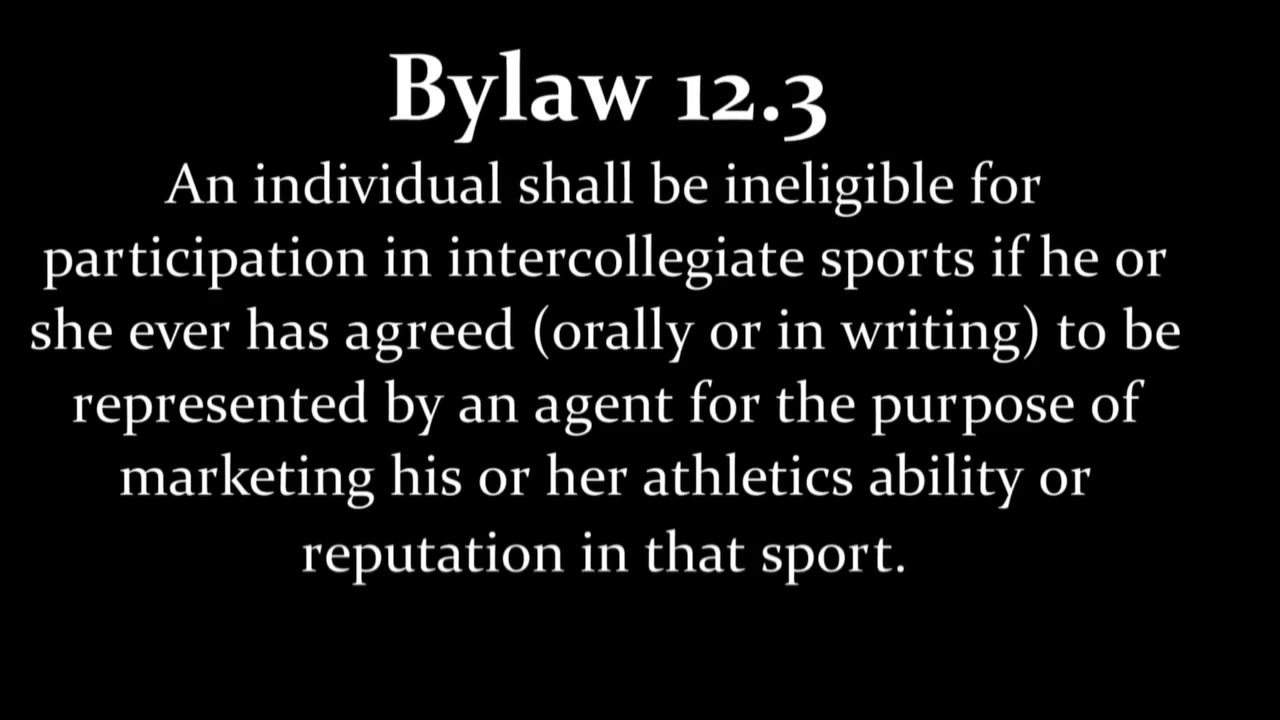 Bylaw 12.3
An individual shall be ineligible for
participation in intercollegiate sports if he or
she ever has agreed (orally or in writing) to be
represented by an agent for the purpose of
marketing his or her athletics ability or
reputation in that sport.